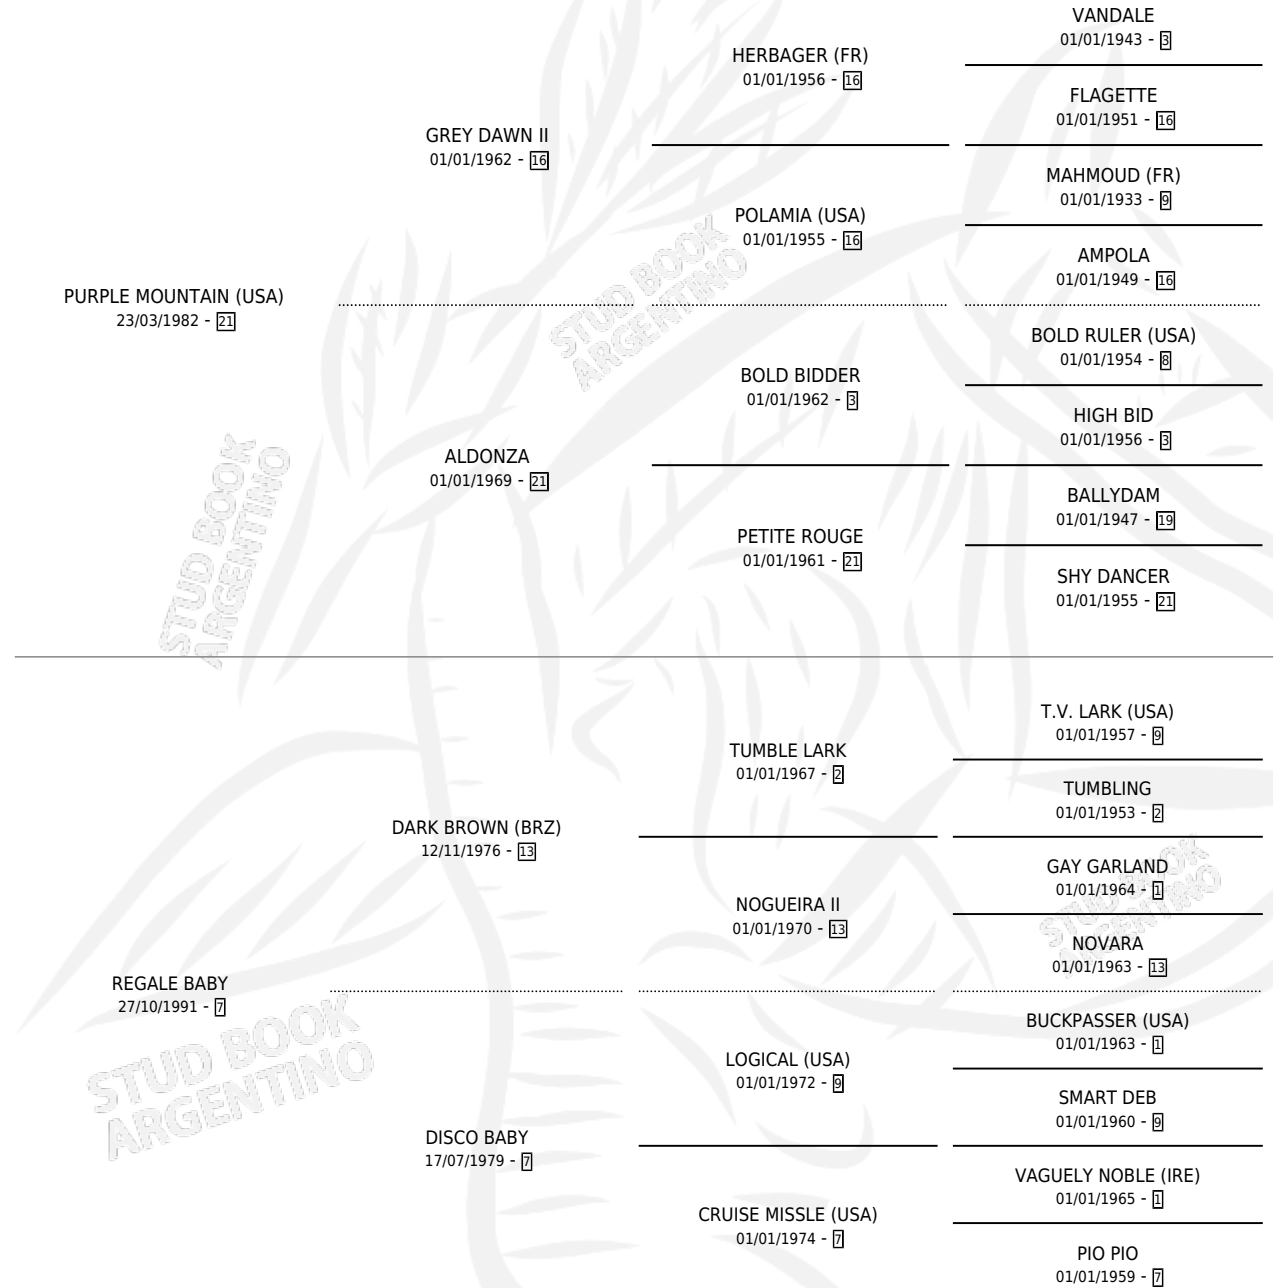 VANDALE
01/01/1943 - 3
HERBAGER (FR)
01/01/1956 - 16
FLAGETTE
01/01/1951 - 16
GREY DAWN II
01/01/1962 - 16
MAHMOUD (FR)
01/01/1933 - 9
POLAMIA (USA)
01/01/1955 - 16
AMPOLA
01/01/1949 - 16
PURPLE MOUNTAIN (USA)
23/03/1982 - 21
STUD BOOK
ARGENTINO
BOLD RULER (USA)
01/01/1954 - 8
BOLD BIDDER
01/01/1962 - 3
HIGH BID
01/01/1956 - 3
ALDONZA
01/01/1969 - 21
BALLYDAM
01/01/1947 - 19
PETITE ROUGE
01/01/1961 - 21
SHY DANCER
01/01/1955 - 21
STUD BOOK
ARGENTINO
T.V. LARK (USA)
01/01/1957 - 9
TUMBLE LARK
01/01/1967 - 2
TUMBLING
01/01/1953 - 2
DARK BROWN (BRZ)
12/11/1976 - 13
GAY GARLAND
01/01/1964 - 1
NOGUEIRA II
01/01/1970 - 13
STUD BOOK
ARGENTINO
NOVARA
01/01/1963 - 13
REGALE BABY
27/10/1991 - 7
BUCKPASSER (USA)
01/01/1963 - 1
LOGICAL (USA)
01/01/1972 - 9
STUD BOOK
ARGENTINO
SMART DEB
01/01/1960 - 9
DISCO BABY
17/07/1979 - 7
VAGUELY NOBLE (IRE)
01/01/1965 - 1
CRUISE MISSLE (USA)
01/01/1974 - 7
PIO PIO
01/01/1959 - 7